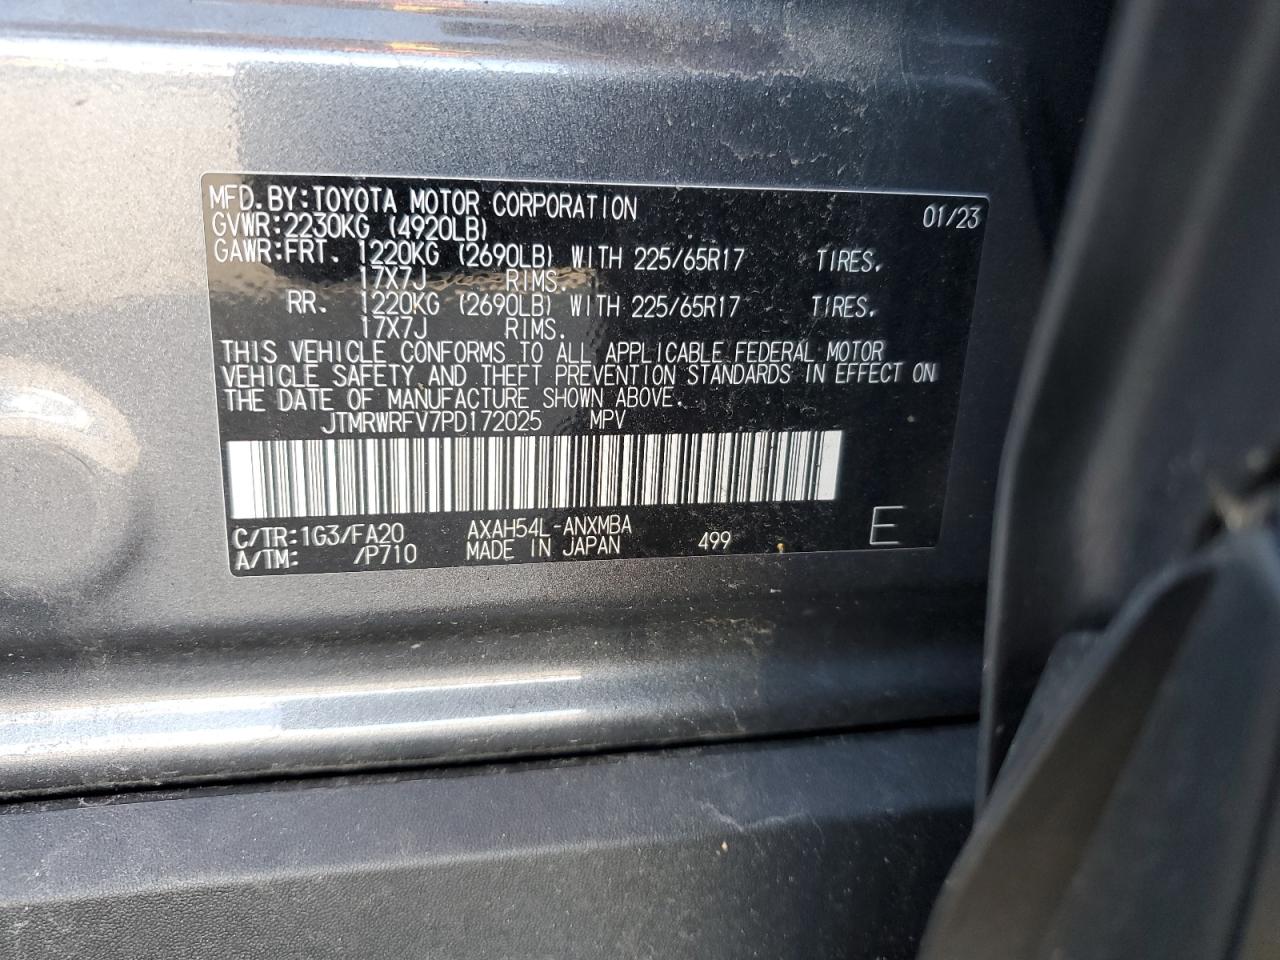 MFD.BY:TOYOTA MOTOR CORPORATION 01/23
GVWR:2230KG (4920LB)
GAWR:FRT. 1220KG (2690LB) WITH 225/65R17 TIRES.
17X7J RIMS.
RR. 1220KG (2690LB) WITH 225/65R17 TIRES.
17X7J RIMS.
THIS VEHICLE CONFORMS TO ALL APPLICABLE FEDERAL MOTOR
VEHICLE SAFETY AND THEFT PREVENTION STANDARDS IN EFFECT ON
THE DATE OF MANUFACTURE SHOWN ABOVE.
JTMRWRFV7PD172025 MPV
C/TR:1G3/FA20 AXAH54L-ANXMBA
A/TM: /P710 MADE IN JAPAN 499 E